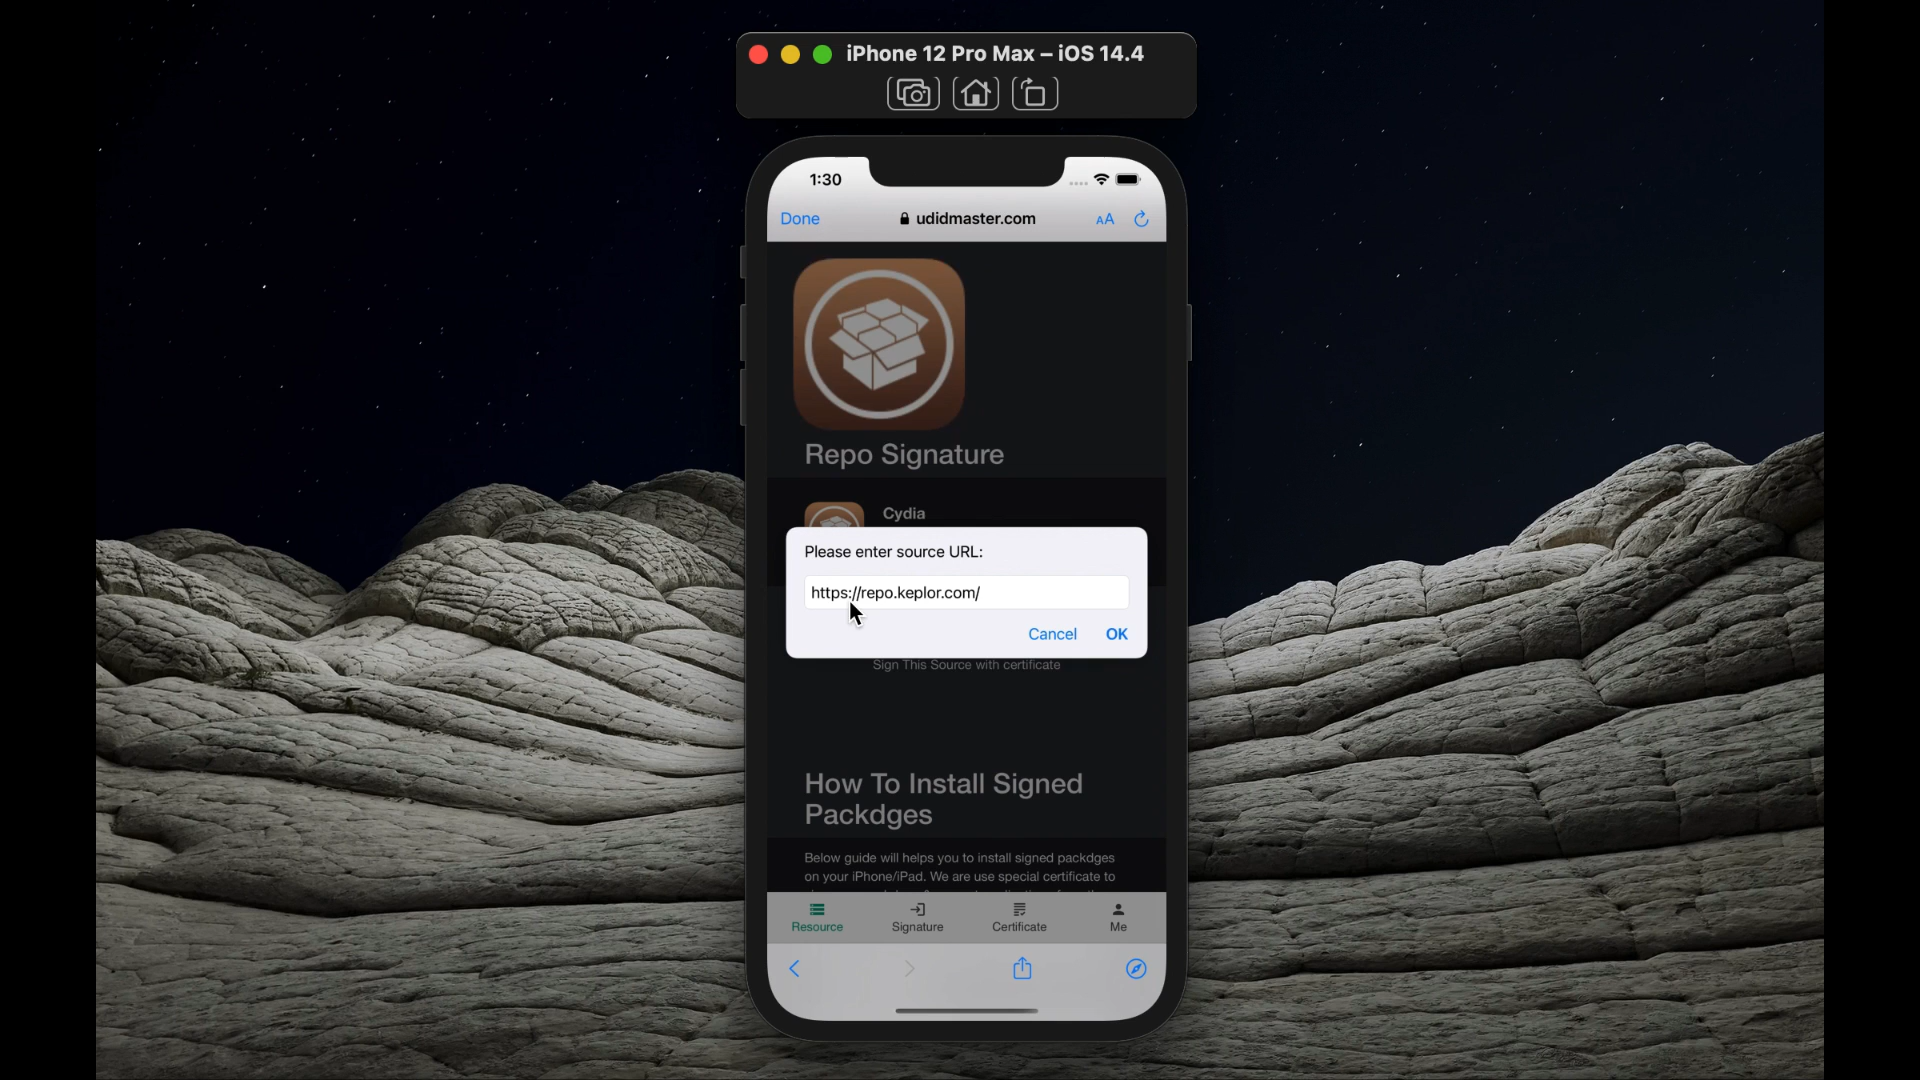 iPhone 12 Pro Max – iOS 14.4
1:30
Done
udidmaster.com
AA
Repo Signature
Cydia
Please enter source URL:
https://repo.keplor.com/
Cancel
OK
Sign This Source with certificate
How To Install Signed
Packdges
Below guide will helps you to install signed packdges
on your iPhone/iPad. We are use special certificate to
Resource
Signature
Certificate
Me